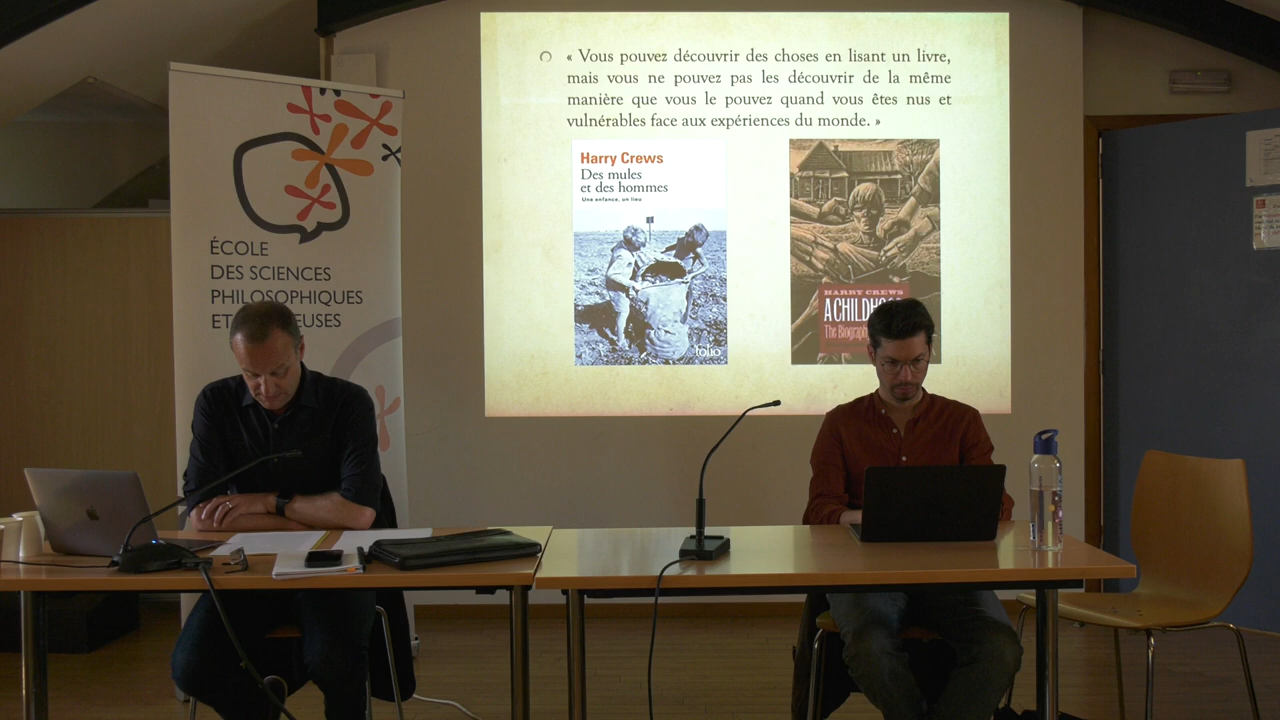 « Vous pouvez découvrir des choses en lisant un livre,
mais vous ne pouvez pas les découvrir de la même
manière que vous le pouvez quand vous êtes nus et
vulnérables face aux expériences du monde. »
Harry Crews
Des mules
et des hommes
Une enfance, un lieu
folio
HARRY CREWS
A CHILDHOO
The Biography
ÉCOLE
DES SCIENCES
PHILOSOPHIQUES
ET
EUSES